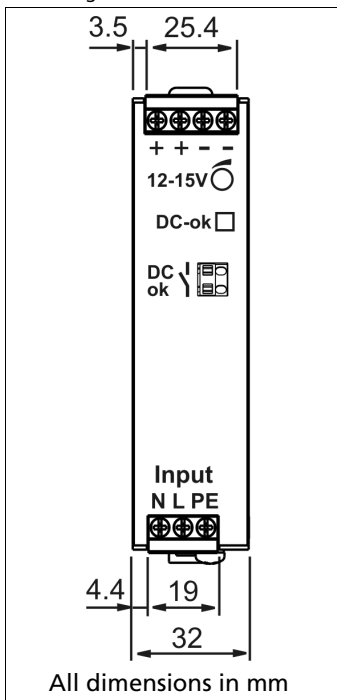 3.5 25.4
+ + - -
12-15V
DC-ok
DC
ok
Input
N L PE
4.4 19
32
All dimensions in mm